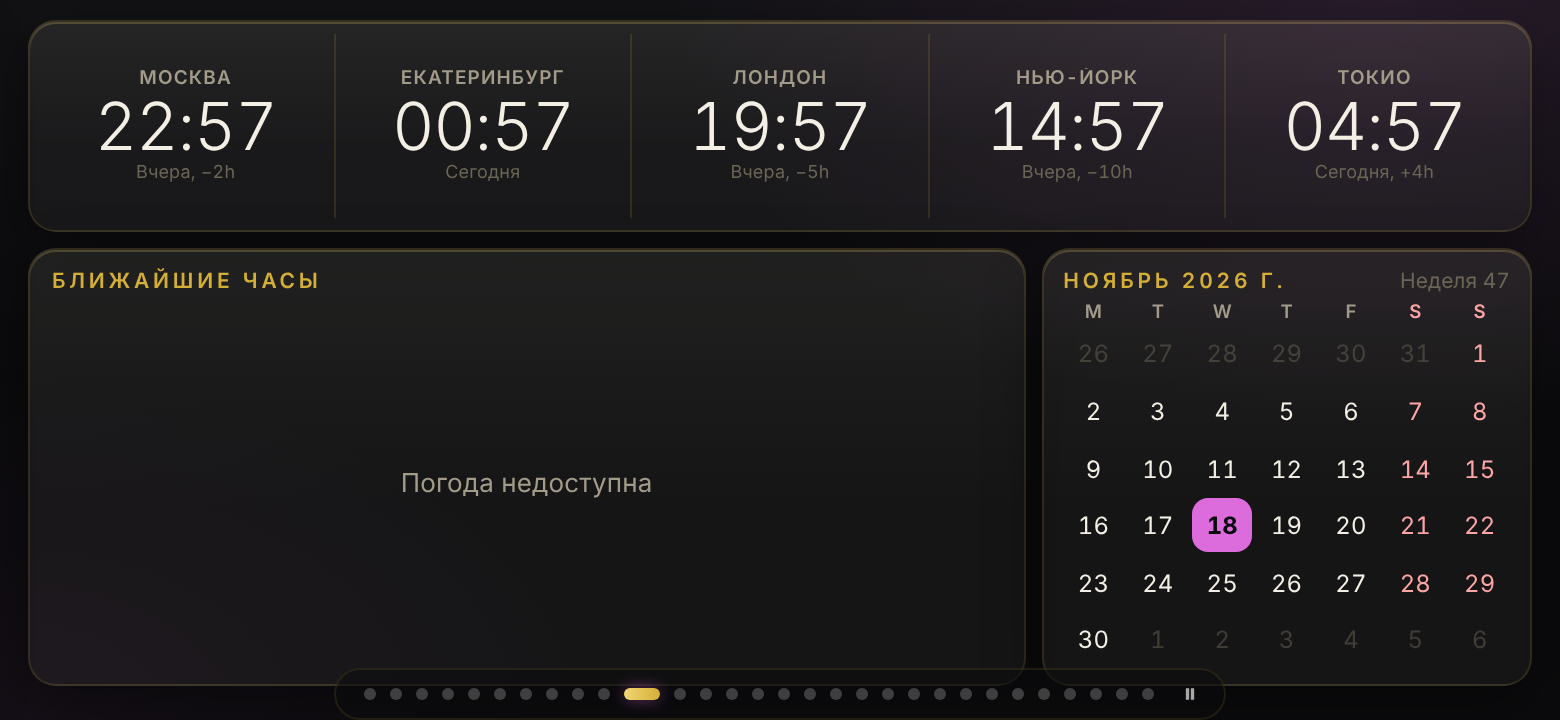 МОСКВА
22:57
Вчера, −2h
ЕКАТЕРИНБУРГ
00:57
Сегодня
ЛОНДОН
19:57
Вчера, −5h
НЬЮ-ЙОРК
14:57
Вчера, −10h
ТОКИО
04:57
Сегодня, +4h
БЛИЖАЙШИЕ ЧАСЫ
Погода недоступна
НОЯБРЬ 2026 Г. Неделя 47
M T W T F S S
26 27 28 29 30 31 1
2 3 4 5 6 7 8
9 10 11 12 13 14 15
16 17 18 19 20 21 22
23 24 25 26 27 28 29
30 1 2 3 4 5 6